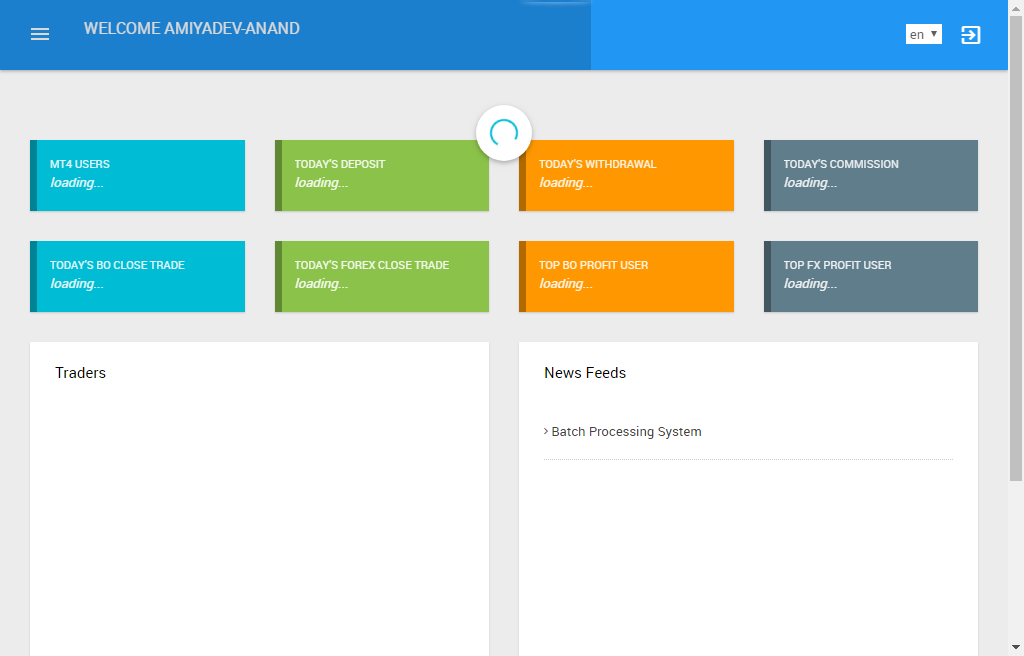 WELCOME AMIYADEV-ANAND
en
MT4 USERS
loading...
TODAY'S DEPOSIT
loading...
TODAY'S WITHDRAWAL
loading...
TODAY'S COMMISSION
loading...
TODAY'S BO CLOSE TRADE
loading...
TODAY'S FOREX CLOSE TRADE
loading...
TOP BO PROFIT USER
loading...
TOP FX PROFIT USER
loading...
Traders
News Feeds
Batch Processing System